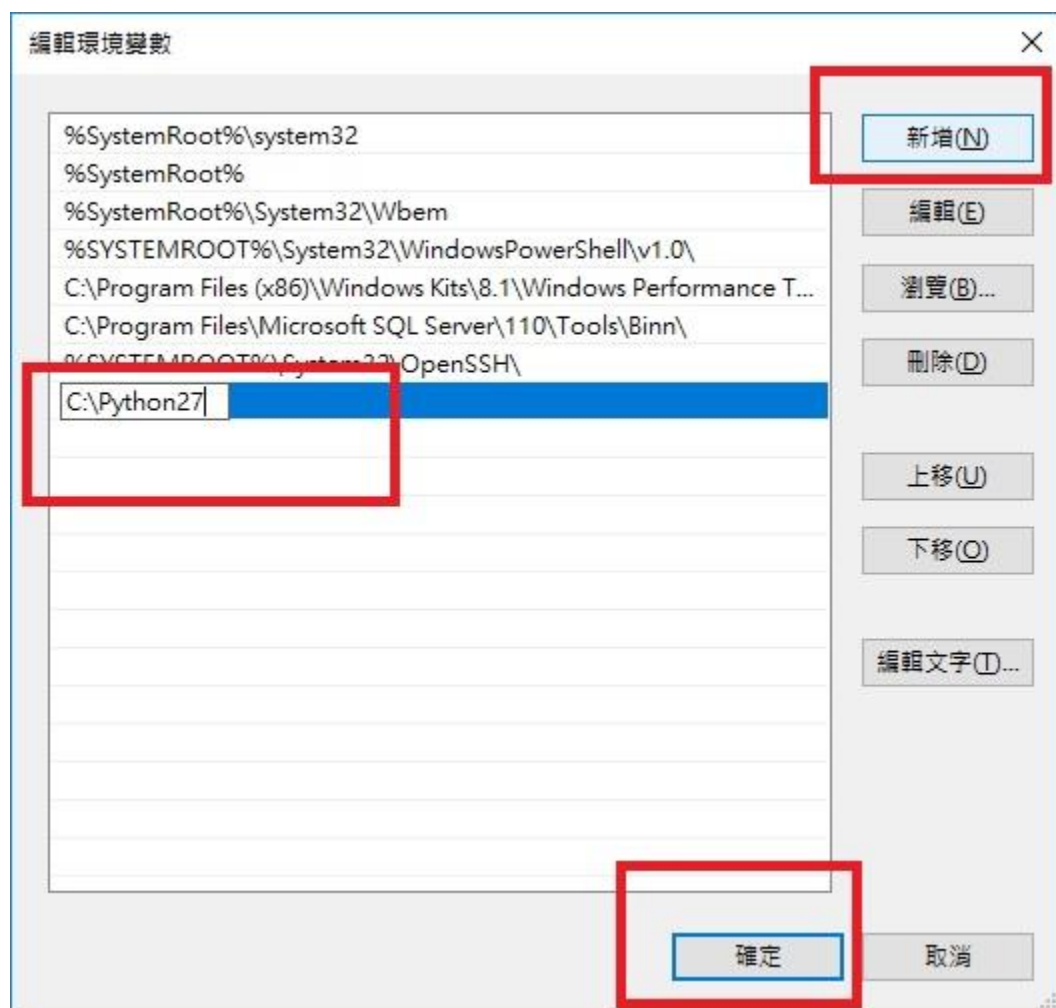 編輯環境變數
%SystemRoot%\system32
%SystemRoot%
%SystemRoot%\System32\Wbem
%SYSTEMROOT%\System32\WindowsPowerShell\v1.0\
C:\Program Files (x86)\Windows Kits\8.1\Windows Performance T...
C:\Program Files\Microsoft SQL Server\110\Tools\Binn\
%SYSTEMROOT%\System32\OpenSSH\
C:\Python27
新增(N)
編輯(E)
瀏覽(B)...
刪除(D)
上移(U)
下移(O)
編輯文字(T)...
確定
取消